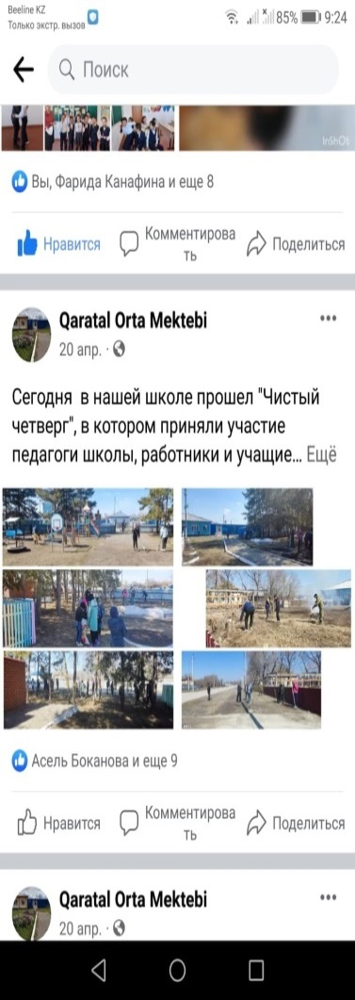 Beeline KZ
Только экстр. вызов
85% 9:24
Поиск
InShOt
Вы, Фарида Канафина и еще 8
Нравится
Комментирова
ть
Поделиться
Qaratal Orta Mektebi
20 апр.
Сегодня в нашей школе прошел "Чистый
четверг", в котором приняли участие
педагоги школы, работники и учащие... Ещё
Асель Боканова и еще 9
Нравится
Комментирова
ть
Поделиться
Qaratal Orta Mektebi
20 апр.